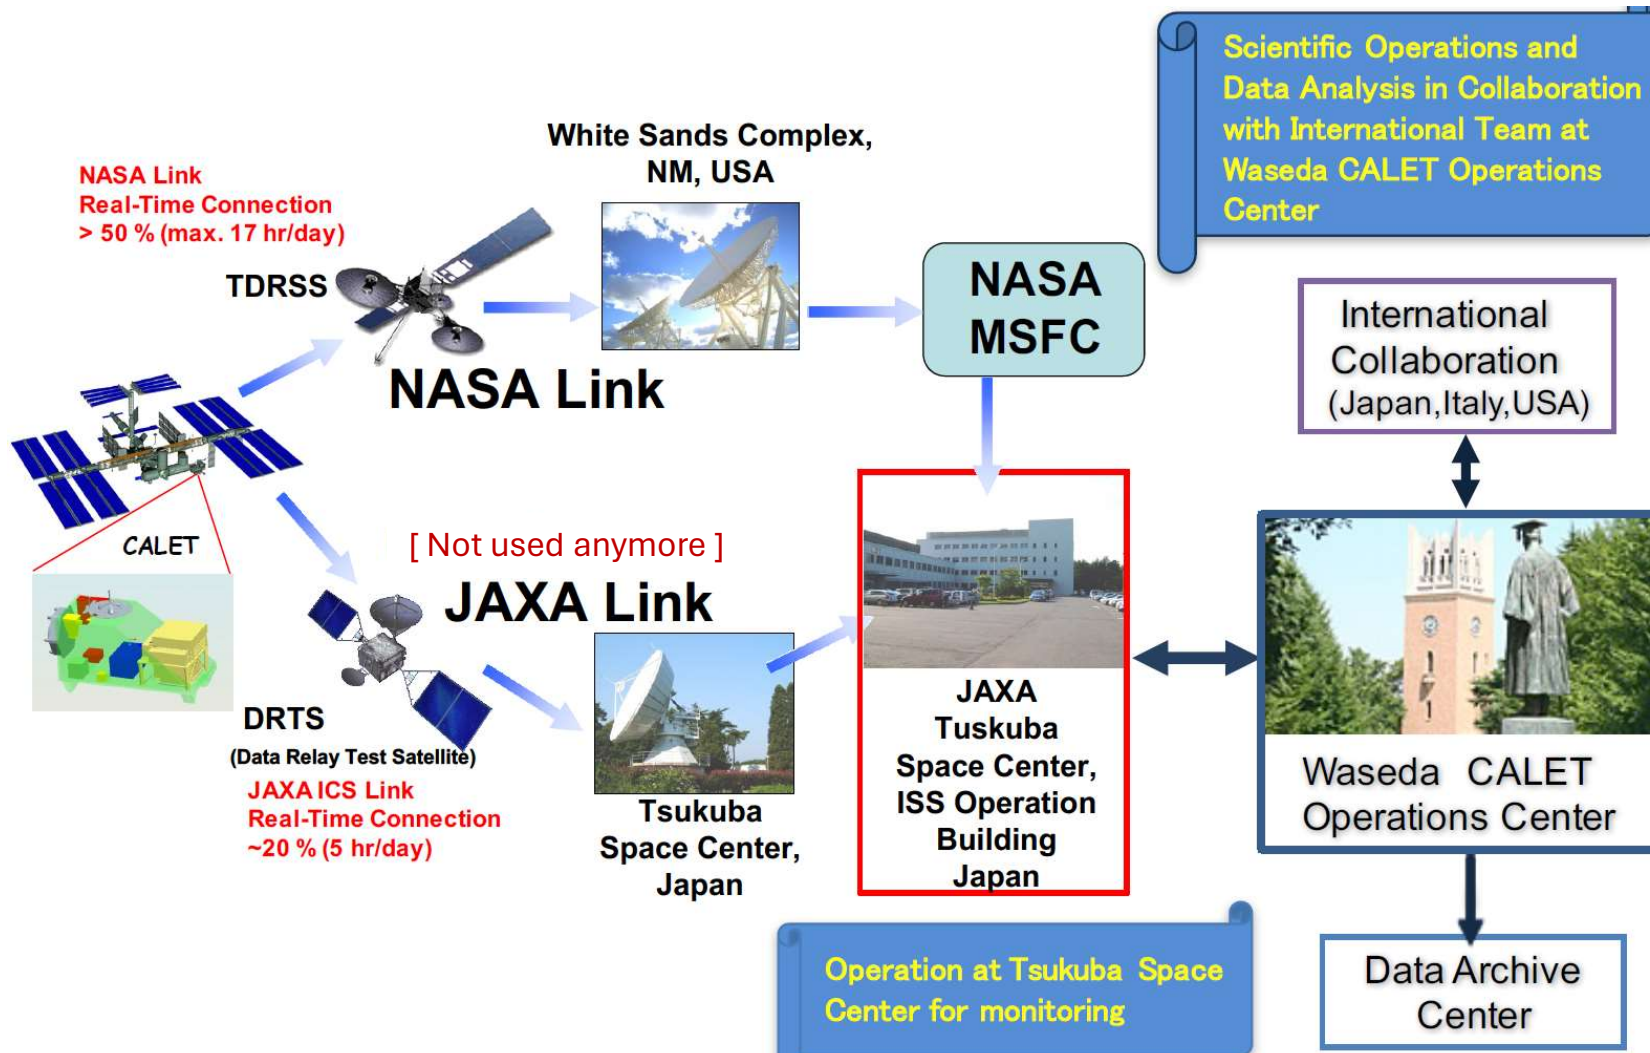 Scientific Operations and
Data Analysis in Collaboration
with International Team at
Waseda CALET Operations
Center
White Sands Complex,
NM, USA
NASA Link
Real-Time Connection
> 50 % (max. 17 hr/day)
TDRSS
NASA
MSFC
NASA Link
International
Collaboration
(Japan,Italy,USA)
CALET
[ Not used anymore ]
JAXA Link
DRTS
(Data Relay Test Satellite)
JAXA ICS Link
Real-Time Connection
~20 % (5 hr/day)
Tsukuba
Space Center,
Japan
JAXA
Tuskuba
Space Center,
ISS Operation
Building
Japan
Waseda CALET
Operations Center
Operation at Tsukuba Space
Center for monitoring
Data Archive
Center